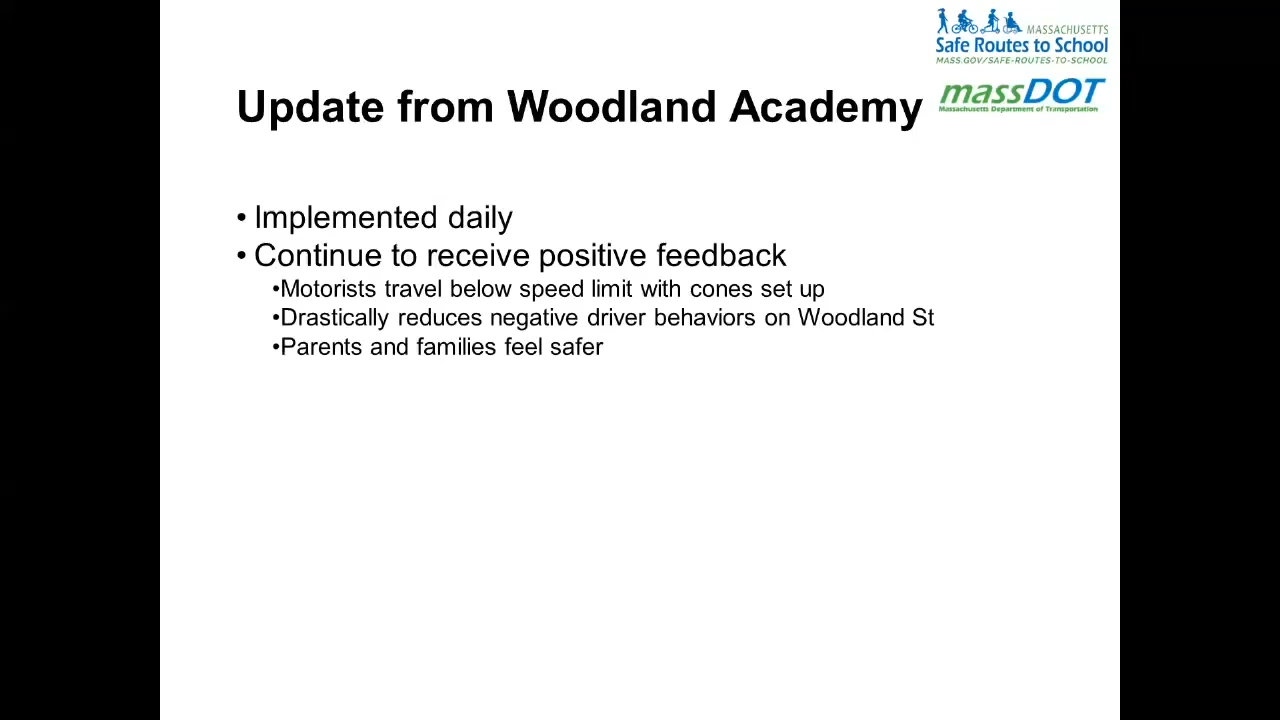 MASSACHUSETTS
Safe Routes to School
MASS.GOV/SAFE-ROUTES-TO-SCHOOL
massDOT
Massachusetts Department of Transportation
Update from Woodland Academy
• Implemented daily
• Continue to receive positive feedback
•Motorists travel below speed limit with cones set up
•Drastically reduces negative driver behaviors on Woodland St
•Parents and families feel safer